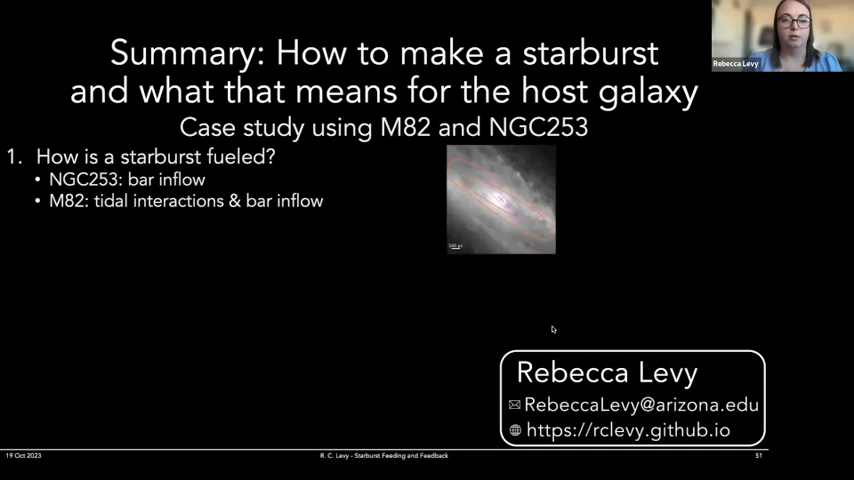 Summary: How to make a starburst
and what that means for the host galaxy
Case study using M82 and NGC253
1. How is a starburst fueled?
• NGC253: bar inflow
• M82: tidal interactions & bar inflow
Rebecca Levy
Rebecca Levy
RebeccaLevy@arizona.edu
https://rclevy.github.io
19 Oct 2023
R. C. Levy - Starburst Feeding and Feedback
51